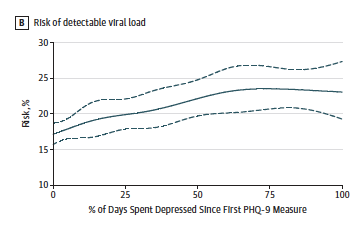 B Risk of detectable viral load
30
25
20
15
10
Risk, %
0 25 50 75 100
% of Days Spent Depressed Since First PHQ-9 Measure